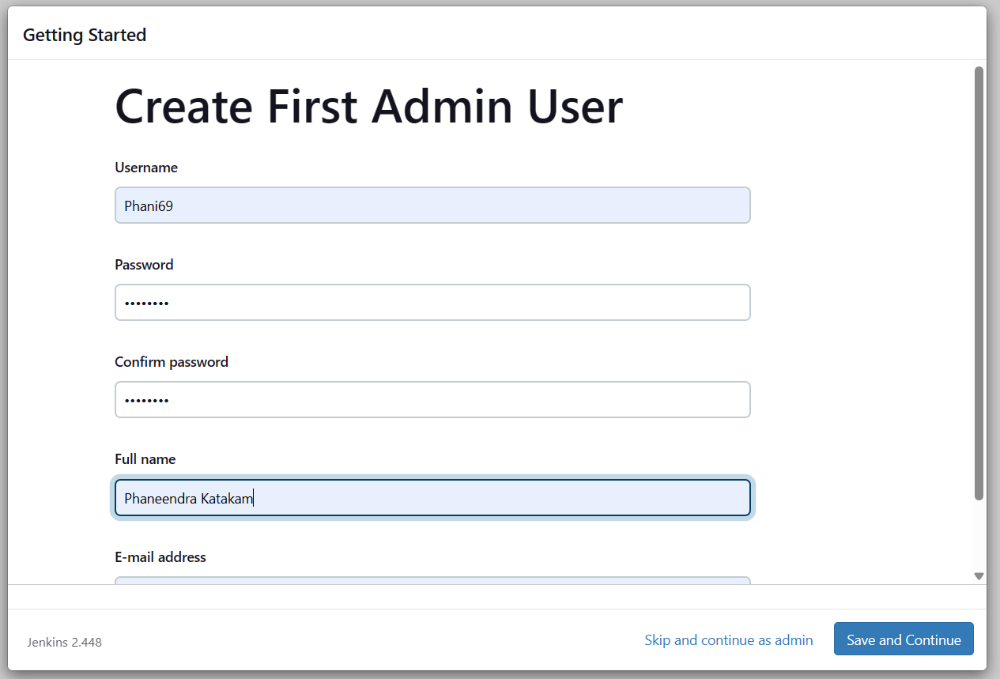 Getting Started
Create First Admin User
Username
Phani69
Password
••••••••
Confirm password
••••••••
Full name
Phaneendra Katakam
E-mail address
Jenkins 2.448
Skip and continue as admin
Save and Continue